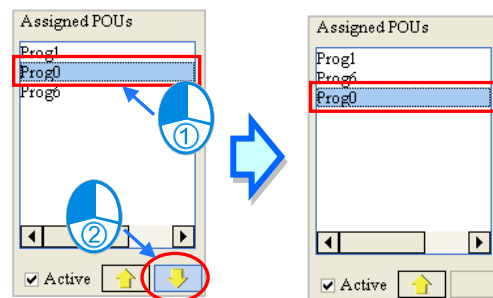 Assigned POUs
Prog1
Prog0
Prog6
①
②
Active
Assigned POUs
Prog1
Prog6
Prog0
Active